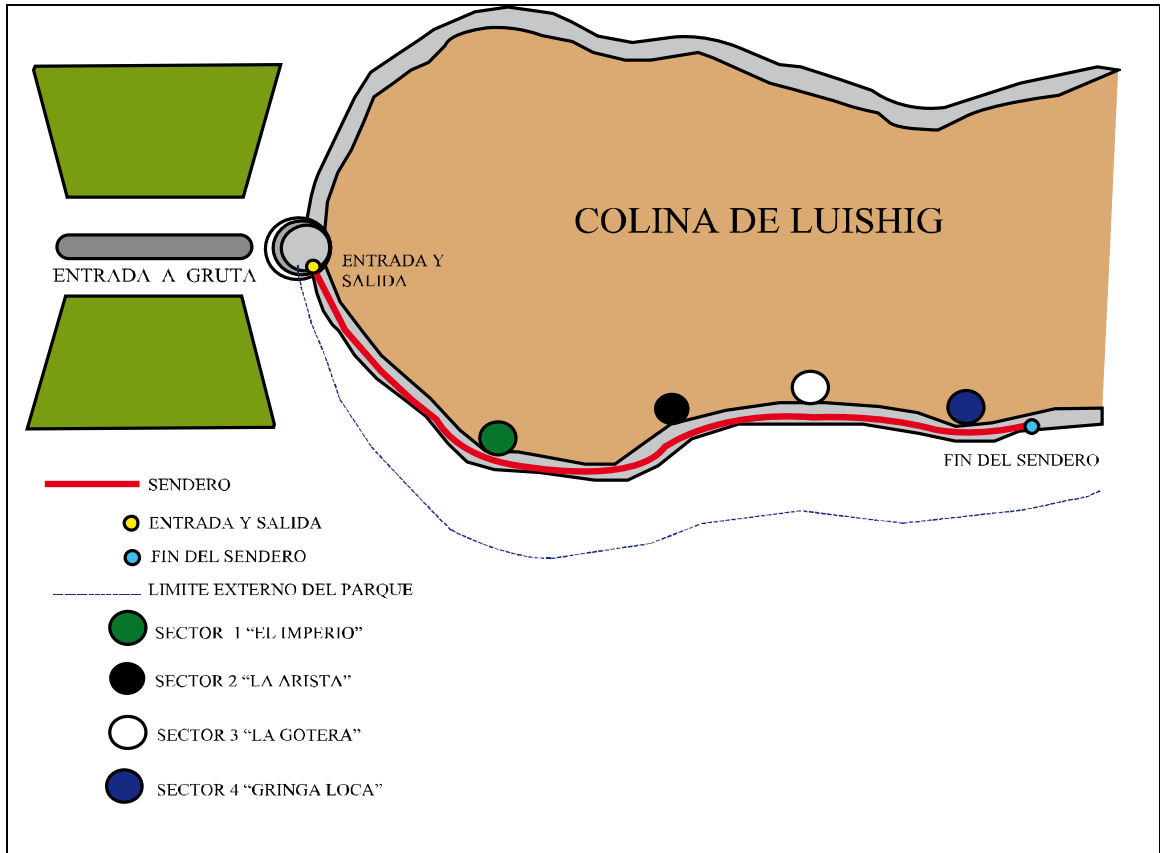 COLINA DE LUISHIG
ENTRADA Y
SALIDA
ENTRADA A GRUTA
FIN DEL SENDERO
SENDERO
ENTRADA Y SALIDA
FIN DEL SENDERO
LIMITE EXTERNO DEL PARQUE
SECTOR 1 “EL IMPERIO”
SECTOR 2 “LA ARISTA”
SECTOR 3 “LA GOTERA”
SECTOR 4 “GRINGA LOCA”